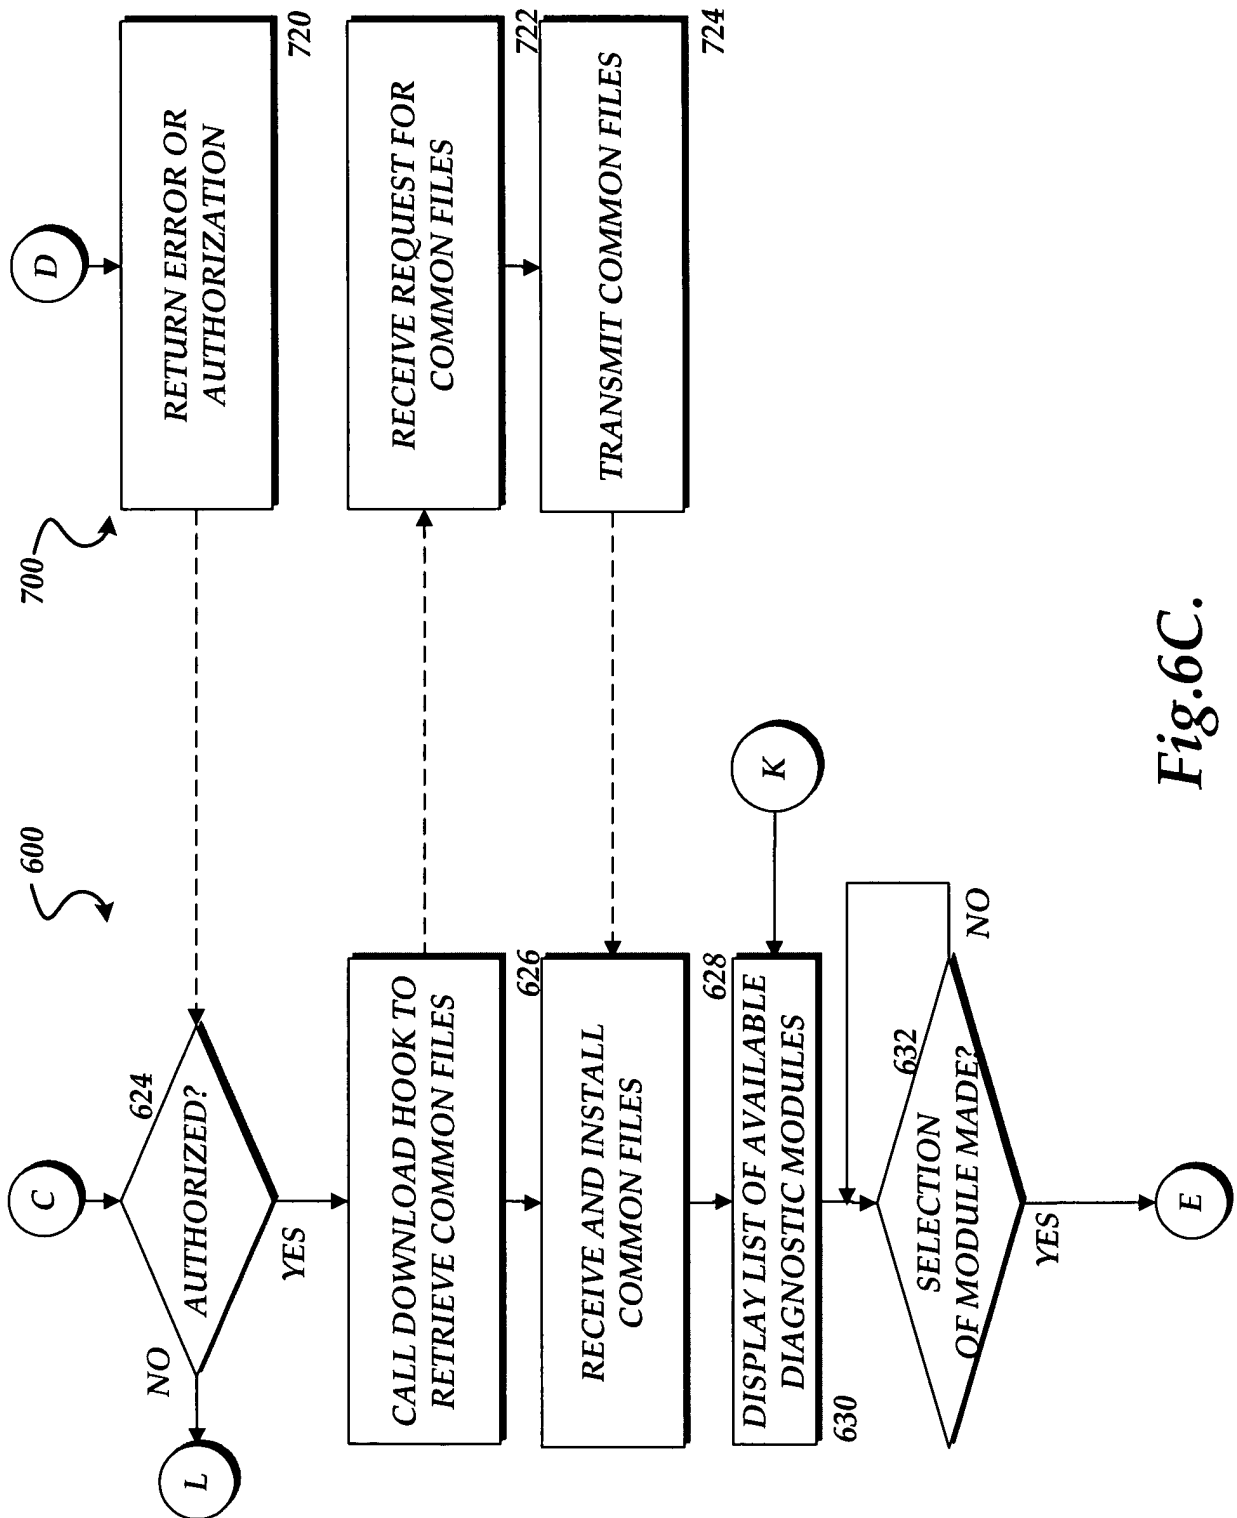 600
700
C
D
624
AUTHORIZED?
NO
L
YES
RETURN ERROR OR
AUTHORIZATION
720
CALL DOWNLOAD HOOK TO
RETRIEVE COMMON FILES
626
RECEIVE REQUEST FOR
COMMON FILES
722
RECEIVE AND INSTALL
COMMON FILES
628
TRANSMIT COMMON FILES
724
DISPLAY LIST OF AVAILABLE
DIAGNOSTIC MODULES
630
K
632
SELECTION
OF MODULE MADE?
NO
YES
E
Fig.6C.